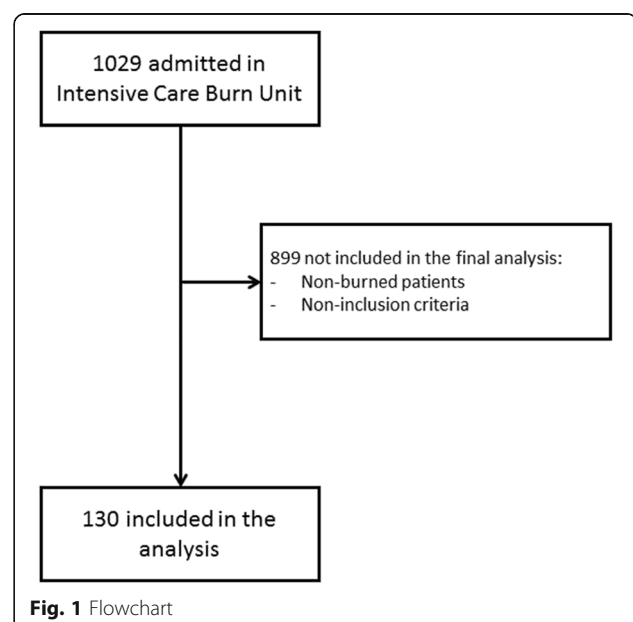 1029 admitted in
Intensive Care Burn Unit
899 not included in the final analysis:
- Non-burned patients
- Non-inclusion criteria
130 included in the
analysis
Fig. 1 Flowchart